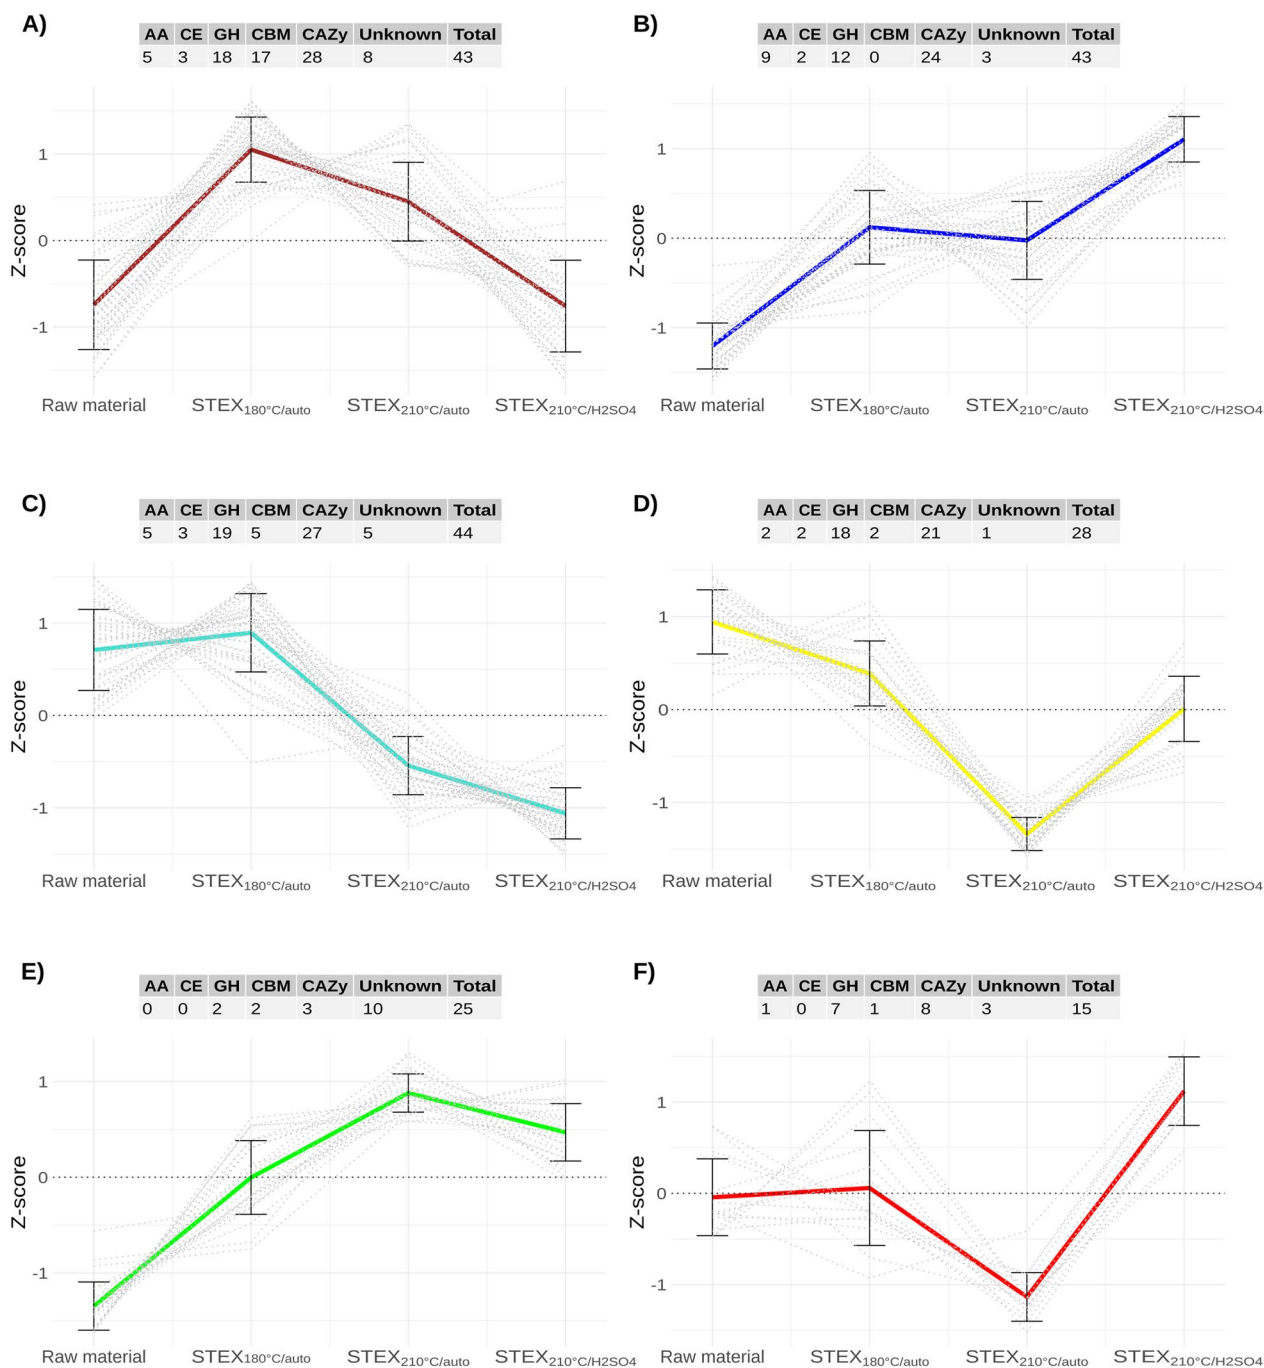 A)
AA CE GH CBM CAZy Unknown Total
5 3 18 17 28 8 43
Z-score
1
0
-1
Raw material STEX180°C/auto STEX210°C/auto STEX210°C/H2SO4
B)
AA CE GH CBM CAZy Unknown Total
9 2 12 0 24 3 43
Z-score
1
0
-1
Raw material STEX180°C/auto STEX210°C/auto STEX210°C/H2SO4
C)
AA CE GH CBM CAZy Unknown Total
5 3 19 5 27 5 44
Z-score
1
0
-1
Raw material STEX180°C/auto STEX210°C/auto STEX210°C/H2SO4
D)
AA CE GH CBM CAZy Unknown Total
2 2 18 2 21 1 28
Z-score
1
0
-1
Raw material STEX180°C/auto STEX210°C/auto STEX210°C/H2SO4
E)
AA CE GH CBM CAZy Unknown Total
0 0 2 2 3 10 25
Z-score
1
0
-1
Raw material STEX180°C/auto STEX210°C/auto STEX210°C/H2SO4
F)
AA CE GH CBM CAZy Unknown Total
1 0 7 1 8 3 15
Z-score
1
0
-1
Raw material STEX180°C/auto STEX210°C/auto STEX210°C/H2SO4